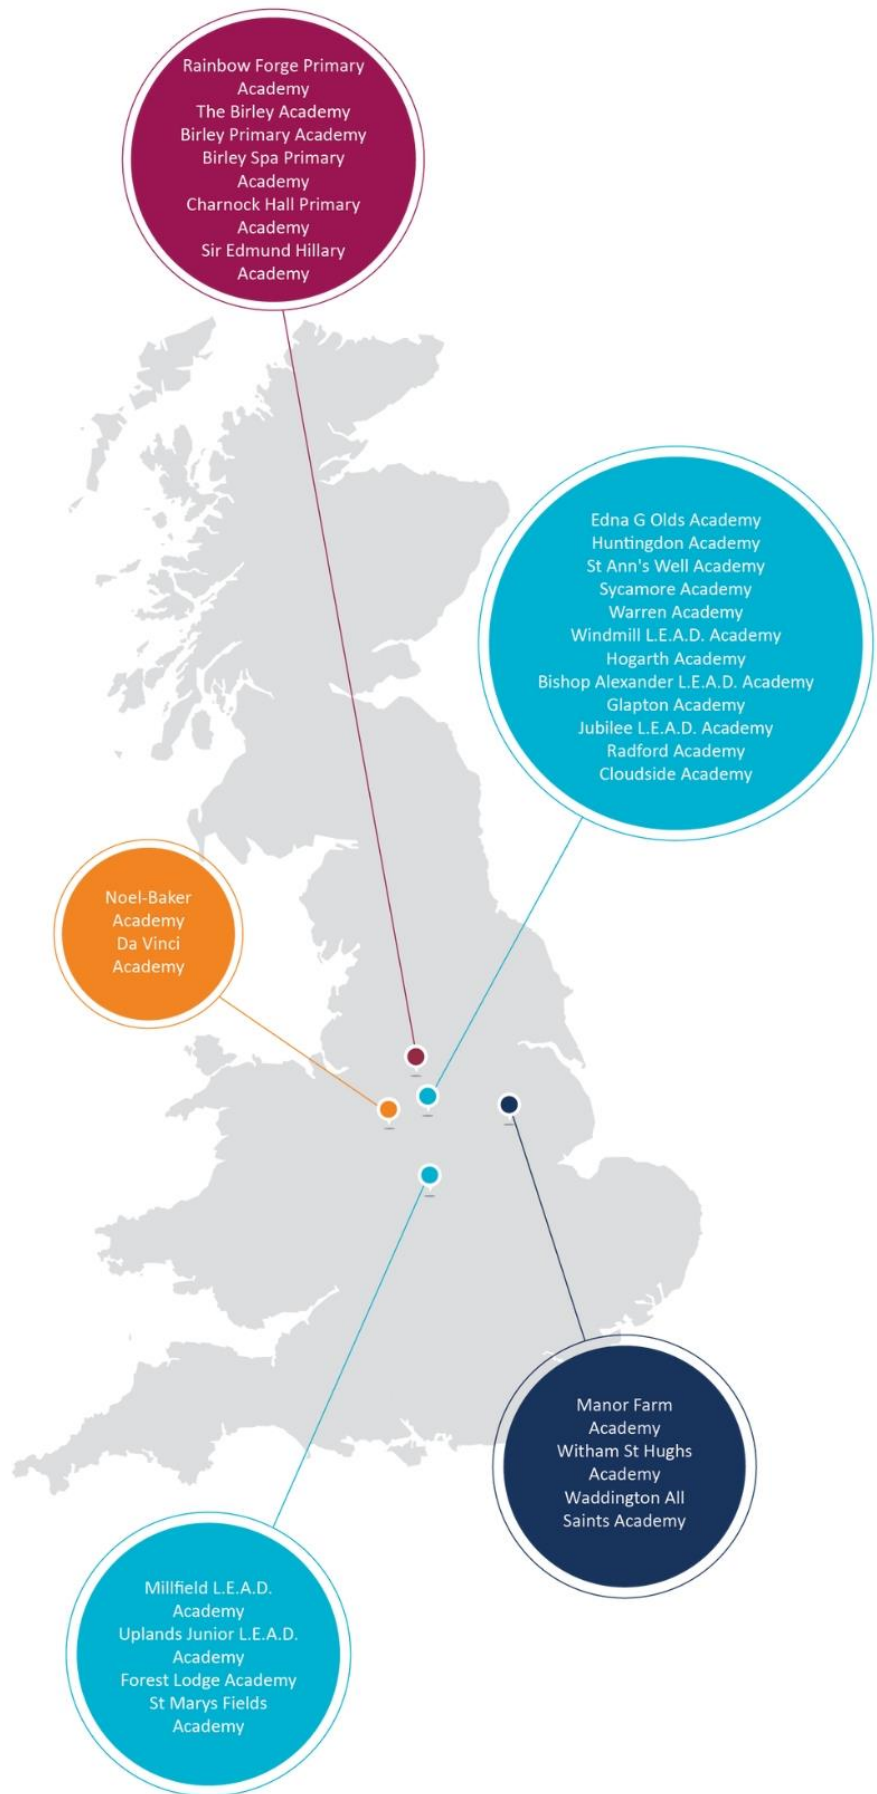 Rainbow Forge Primary
Academy
The Birley Academy
Birley Primary Academy
Birley Spa Primary
Academy
Charnock Hall Primary
Academy
Sir Edmund Hillary
Academy
Edna G Olds Academy
Huntingdon Academy
St Ann's Well Academy
Sycamore Academy
Warren Academy
Windmill L.E.A.D. Academy
Hogarth Academy
Bishop Alexander L.E.A.D. Academy
Glapton Academy
Jubilee L.E.A.D. Academy
Radford Academy
Cloudside Academy
Noel-Baker
Academy
Da Vinci
Academy
Manor Farm
Academy
Witham St Hughs
Academy
Waddington All
Saints Academy
Millfield L.E.A.D.
Academy
Uplands Junior L.E.A.D.
Academy
Forest Lodge Academy
St Marys Fields
Academy